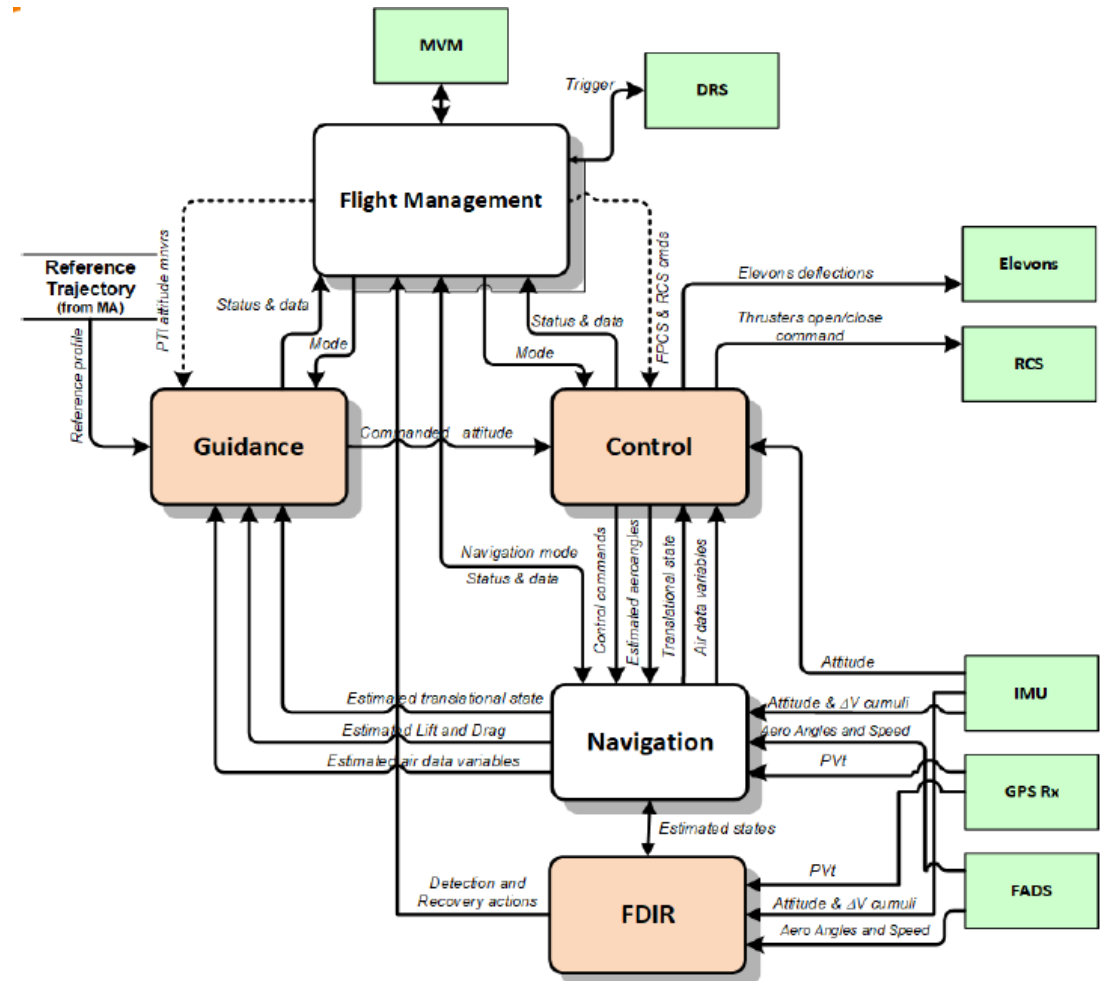 MVM
Trigger
DRS
Flight Management
Reference
Trajectory
(from MA)
PTI attitude mnvrs
FPCS & RCS cmds
Elevons deflections
Elevons
Status & data
Status & data
Thrusters open/close
command
RCS
Mode
Mode
Reference profile
Guidance
Commanded attitude
Control
Navigation mode
Status & data
Control commands
Estimated aeroangles
Translational state
Air data variables
Attitude
IMU
Estimated translational state
Attitude & ΔV cumuli
Estimated Lift and Drag
Navigation
Aero Angles and Speed
Estimated air data variables
PVt
GPS Rx
Estimated states
Detection and
Recovery actions
FDIR
PVt
FADS
Attitude & ΔV cumuli
Aero Angles and Speed